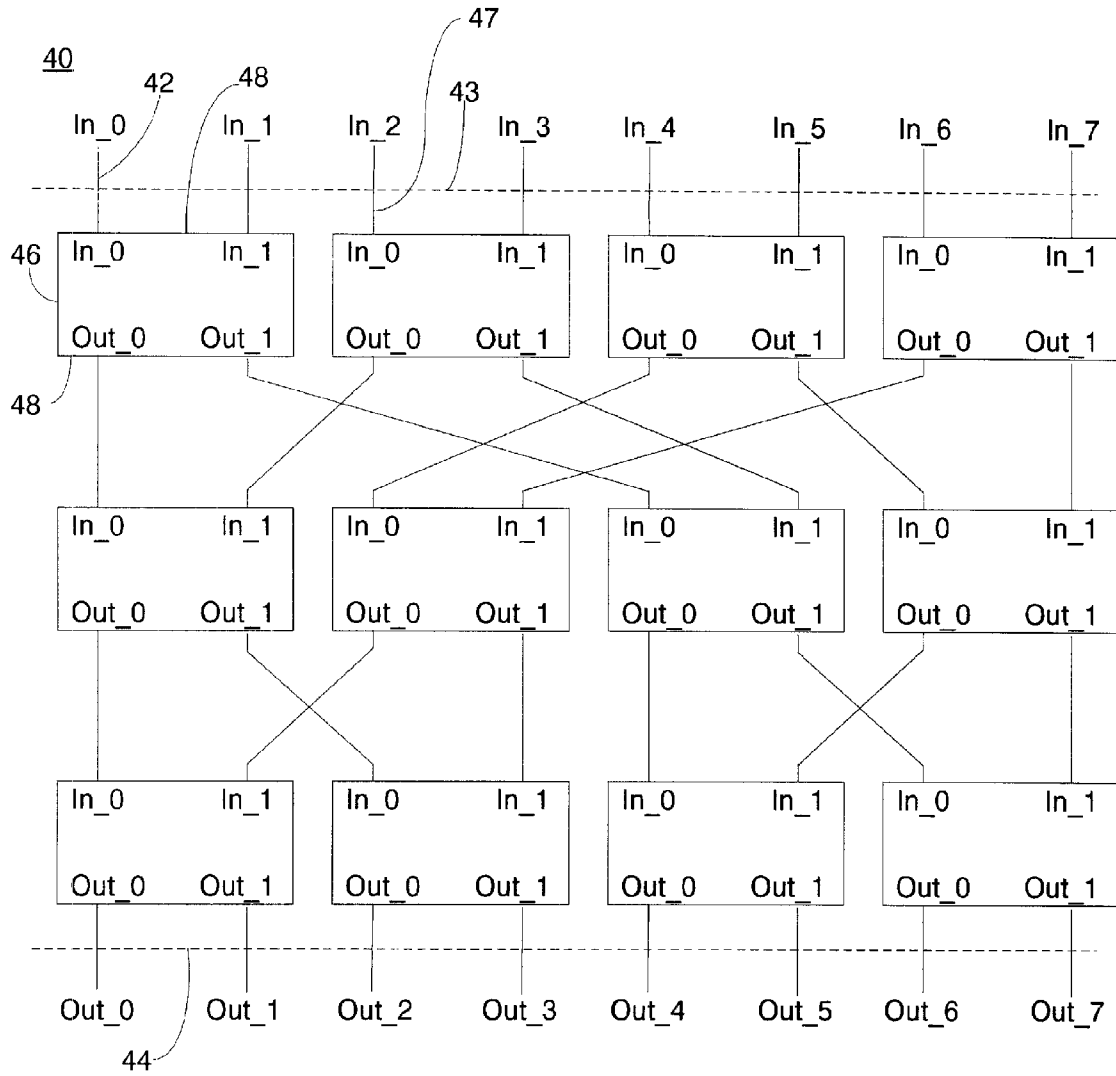 47
40
42
48
43
In_0 In_1 In_2 In_3 In_4 In_5 In_6 In_7
In_0 In_1 In_0 In_1 In_0 In_1 In_0 In_1
46
Out_0 Out_1 Out_0 Out_1 Out_0 Out_1 Out_0 Out_1
48
In_0 In_1 In_0 In_1 In_0 In_1 In_0 In_1
Out_0 Out_1 Out_0 Out_1 Out_0 Out_1 Out_0 Out_1
In_0 In_1 In_0 In_1 In_0 In_1 In_0 In_1
Out_0 Out_1 Out_0 Out_1 Out_0 Out_1 Out_0 Out_1
Out_0 Out_1 Out_2 Out_3 Out_4 Out_5 Out_6 Out_7
44